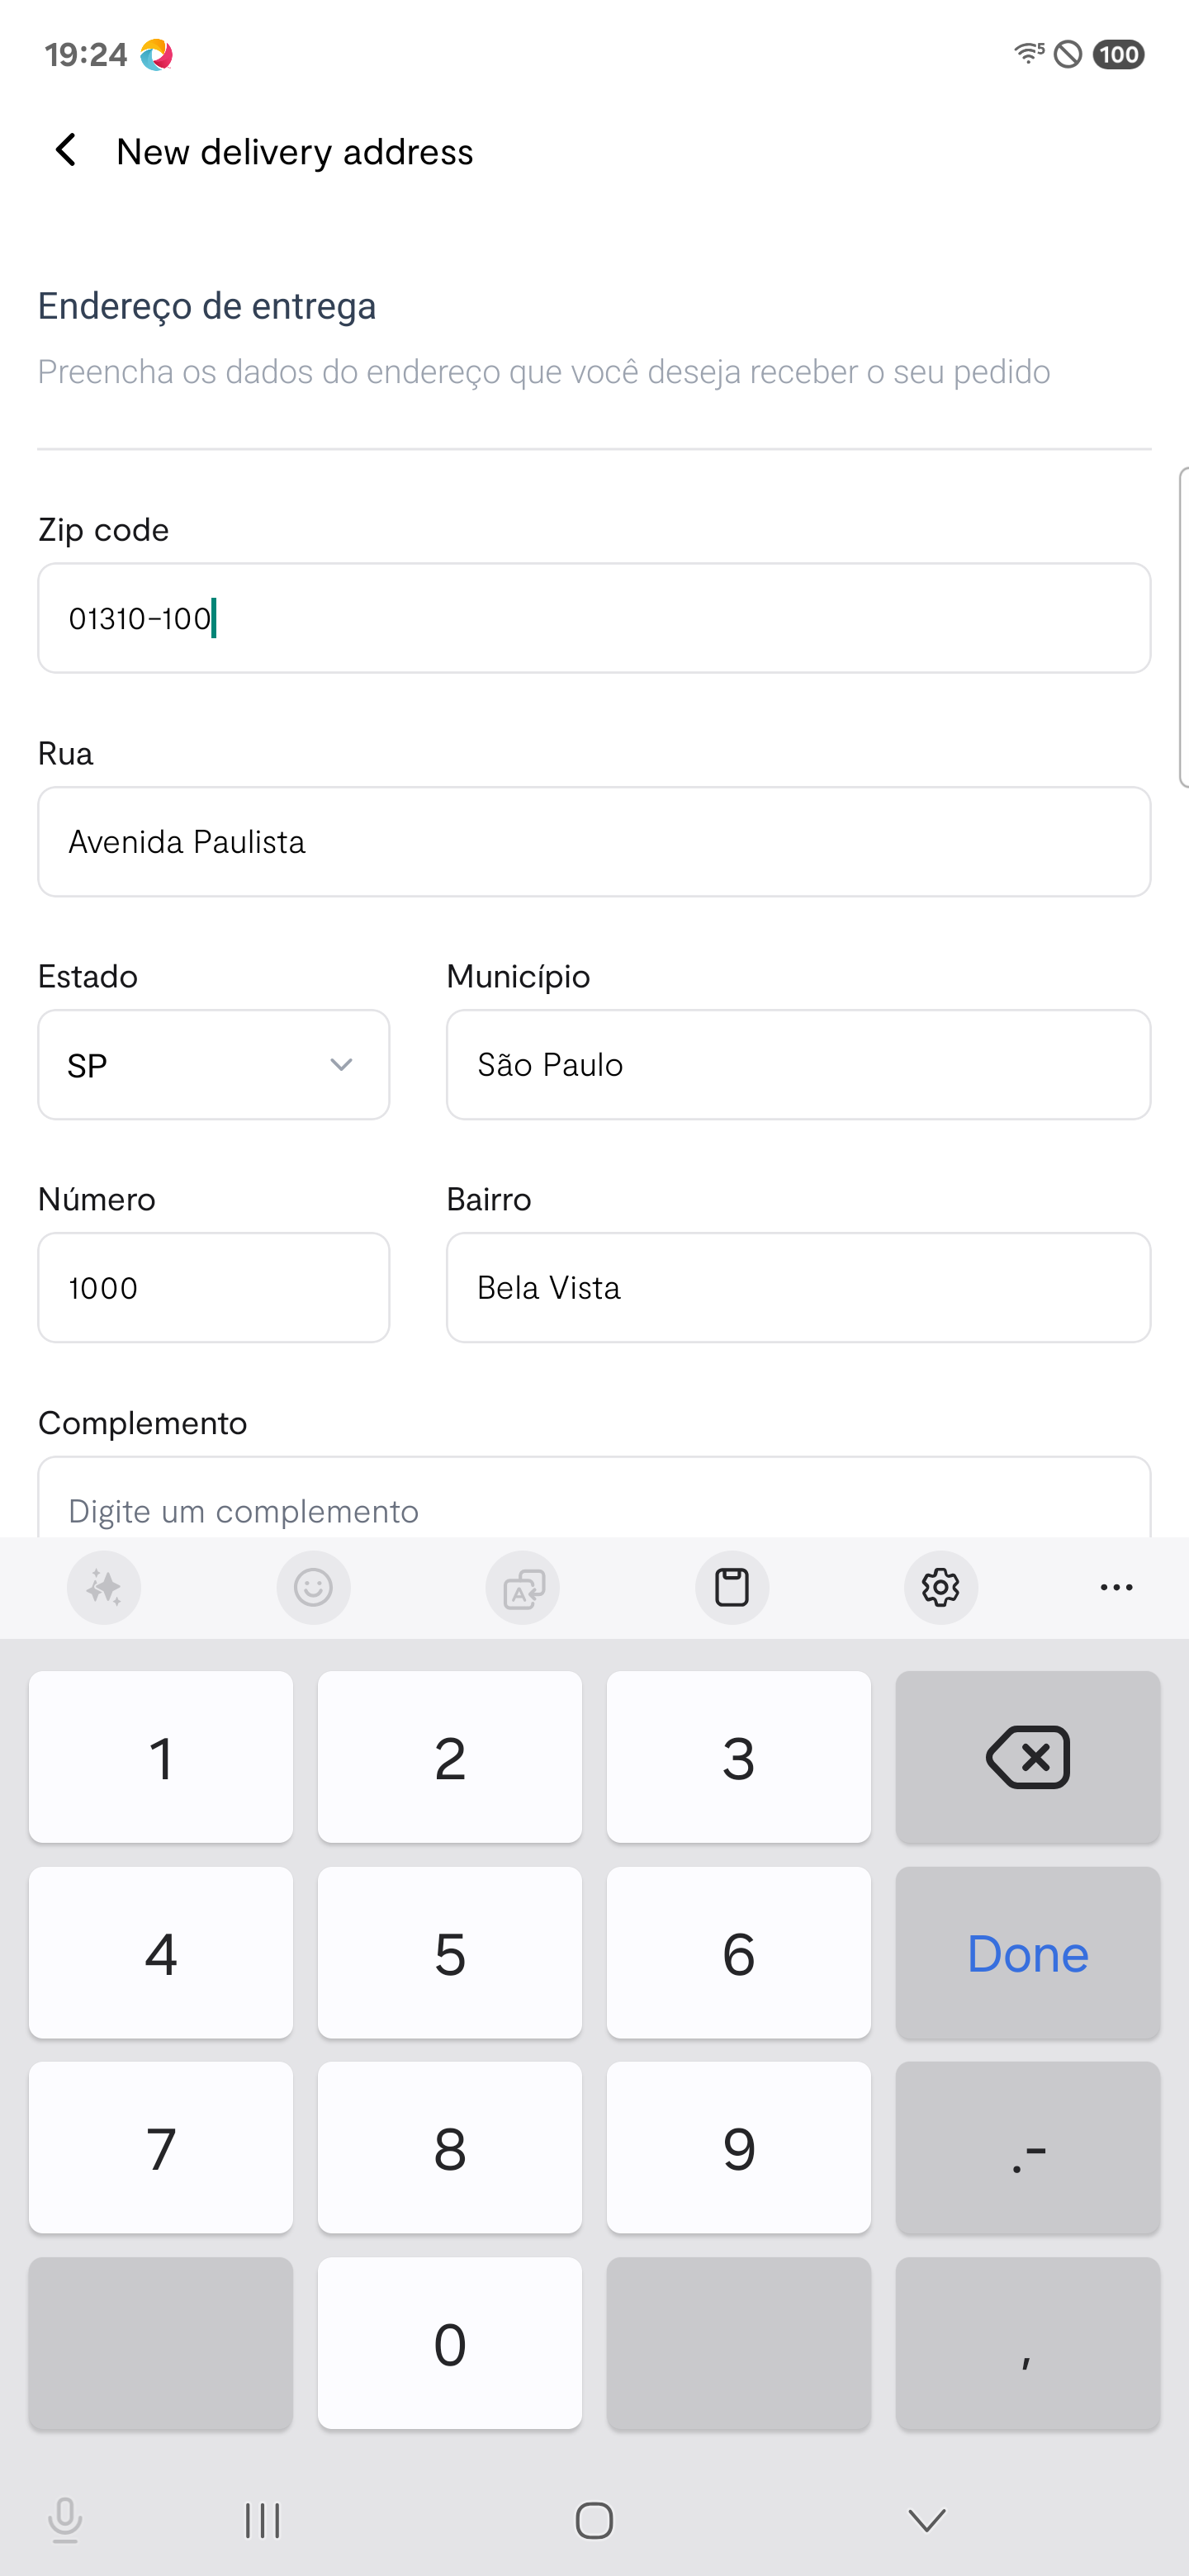 19:24
5 100
New delivery address
Endereço de entrega
Preencha os dados do endereço que você deseja receber o seu pedido
Zip code
01310-100
Rua
Avenida Paulista
Estado Município
SP São Paulo
Número Bairro
1000 Bela Vista
Complemento
Digite um complemento
A
1 2 3
4 5 6 Done
7 8 9 .-
0 ,